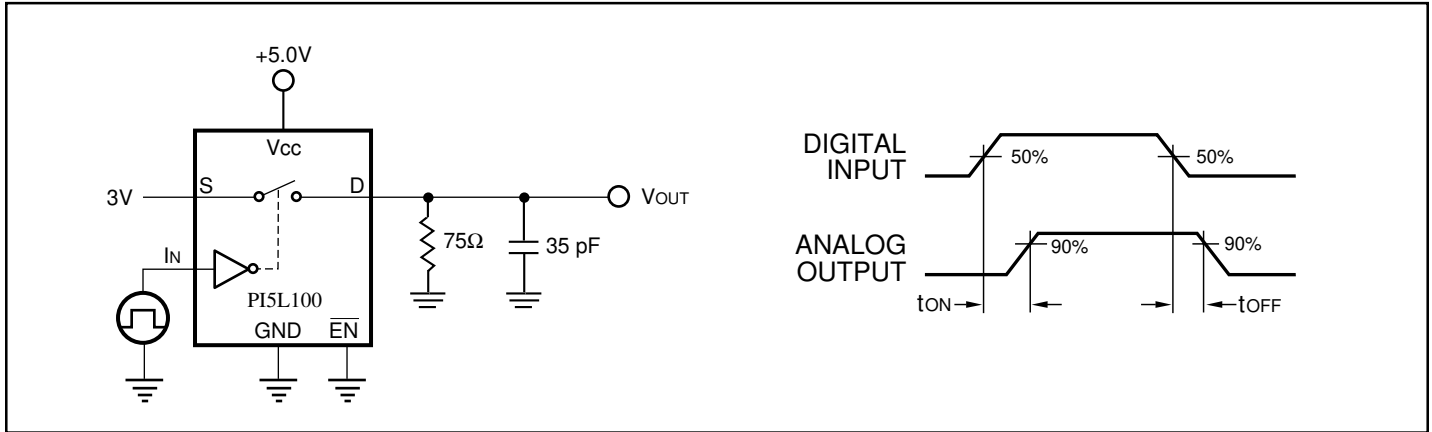 +5.0V
Vcc
S
D
3V
VOUT
75Ω
35 pF
IN
PI5L100
GND
EN
DIGITAL
INPUT
50%
50%
ANALOG
OUTPUT
90%
90%
tON
tOFF